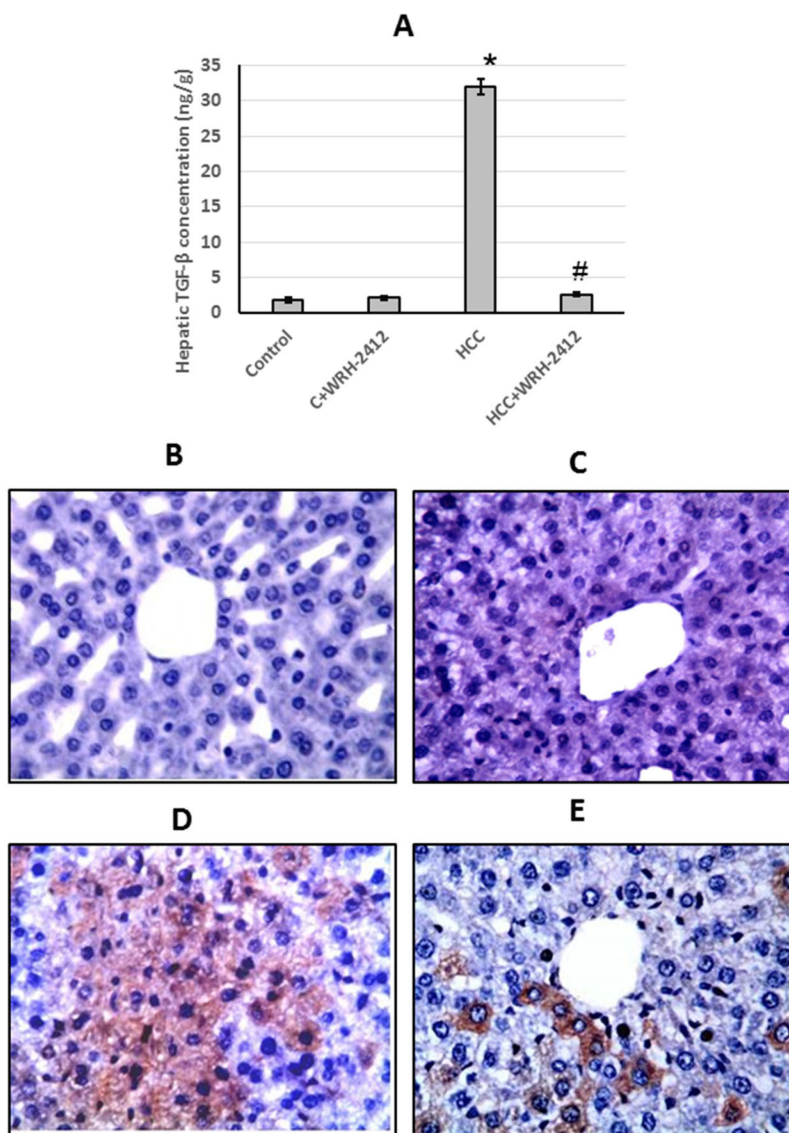 A
Hepatic TGF-β concentration (ng/g)
35
30
25
20
15
10
5
0
*
#
Control
C+WRH-2412
HCC
HCC+WRH-2412
B
C
D
E